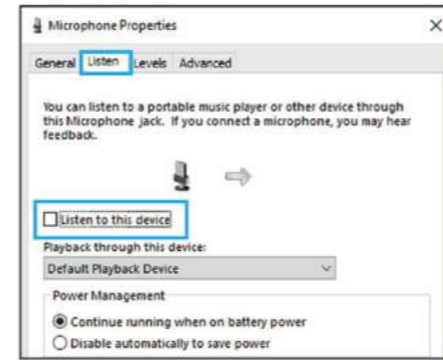 Microphone Properties
General Listen Levels Advanced
You can listen to a portable music player or other device through
this Microphone jack. If you connect a microphone, you may hear
feedback.
Listen to this device
Playback through this device:
Default Playback Device
Power Management
Continue running when on battery power
Disable automatically to save power